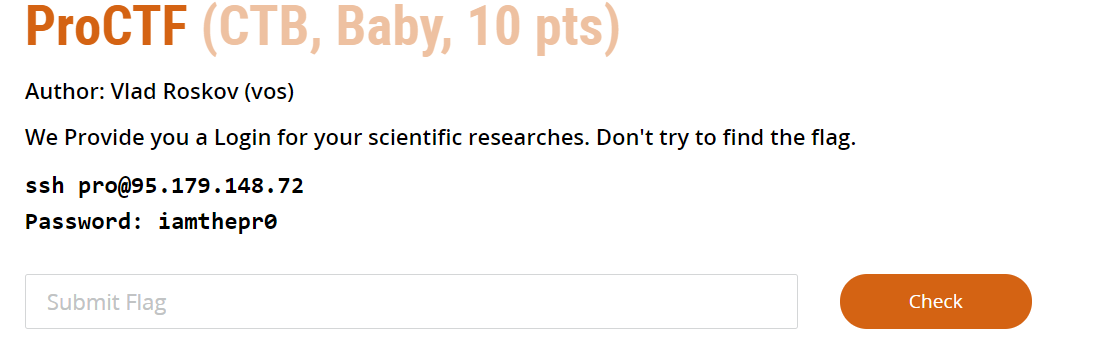 ProCTF (CTB, Baby, 10 pts)
Author: Vlad Roskov (vos)
We Provide you a Login for your scientific researches. Don't try to find the flag.
ssh pro@95.179.148.72
Password: iamthepr0
Submit Flag
Check